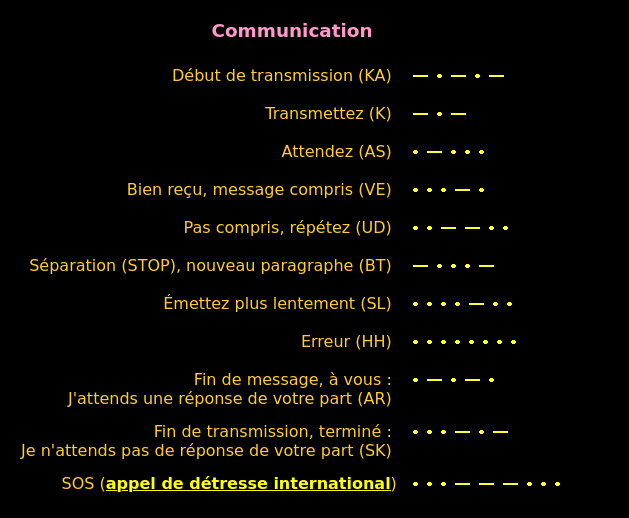 Communication
Début de transmission (KA) — • — • —
Transmettez (K) — • —
Attendez (AS) • — • • •
Bien reçu, message compris (VE) • • • — •
Pas compris, répétez (UD) • • — — • •
Séparation (STOP), nouveau paragraphe (BT) — • • • —
Émettez plus lentement (SL) • • • • — • •
Erreur (HH) • • • • • • • •
Fin de message, à vous : • — • — •
J'attends une réponse de votre part (AR)
Fin de transmission, terminé : • • • — • —
Je n'attends pas de réponse de votre part (SK)
SOS (appel de détresse international) • • • — — — • • •